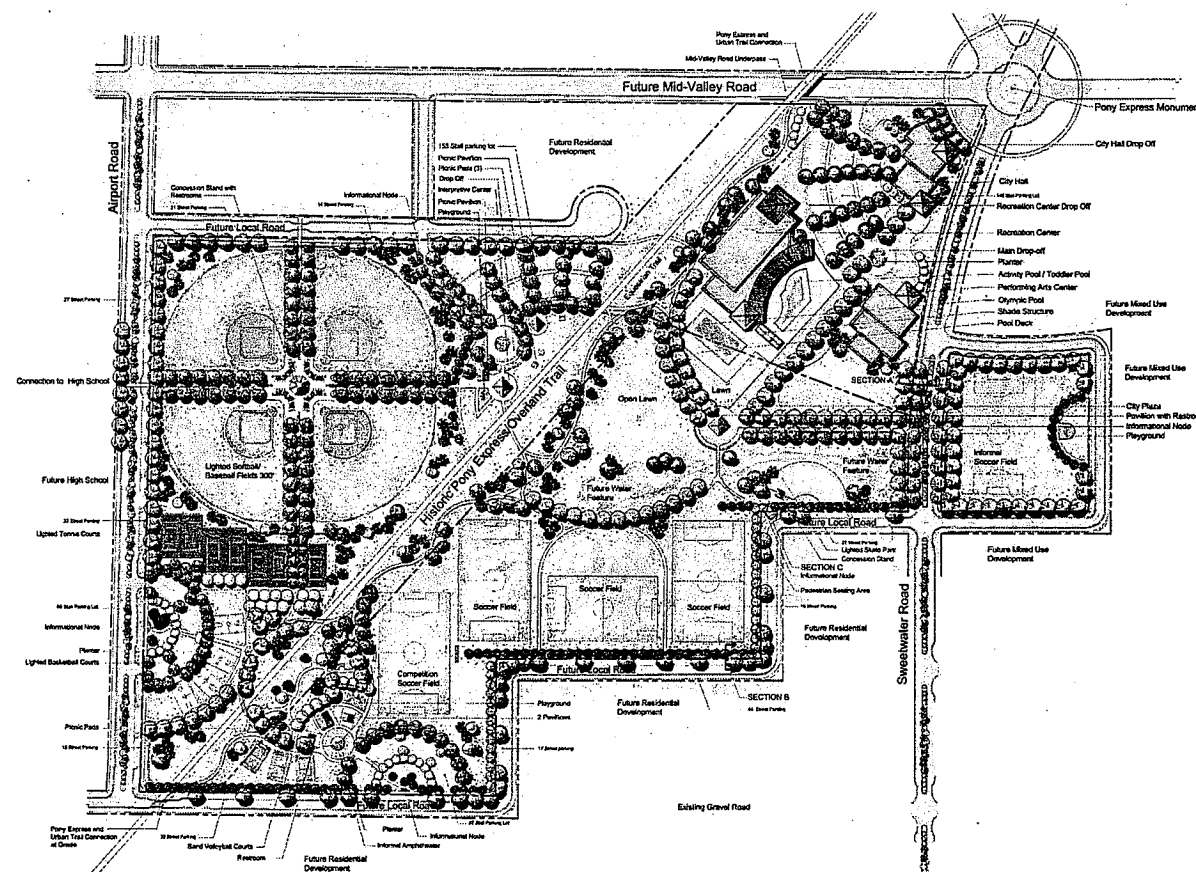 Pony Express and
Urban Trail Connection
Mid-Valley Road Underpass
Future Mid-Valley Road
Pony Express Monument
City Hall Drop Off
Airport Road
155 Stall parking lot
Picnic Pavilion
Picnic Pads (3)
Drop Off
Interpretive Center
Picnic Pavilion
Playground
Future Residential
Development
Concession Stand with
Restrooms
Informational Node
Future Local Road
City Hall
Recreation Center Drop Off
Recreation Center
Main Drop-off
Planter
Activity Pool / Toddler Pool
Performing Arts Center
Olympic Pool
Shade Structure
Pool Deck
Future Mixed Use
Development
27 Street Parking
Connection to High School
Historic Pony Express/Overland Trail
Open Lawn
Lawn
SECTION A
Future Mixed Use
Development
City Plaza
Pavilion with Restro
Informational Node
Playground
Informal
Soccer Field
Future Water
Feature
Future Water
Feature
Lighted Softball/
Baseball Fields 300'
Future High School
Lighted Tennis Courts
Future Local Road
Lighted Skate Park
Concession Stand
SECTION C
Informational Node
Pedestrian Seating Area
Future Mixed Use
Development
Future Residential
Development
Sweetwater Road
Soccer Field
Soccer Field
Soccer Field
Competition
Soccer Field
Informational Node
Planter
Lighted Basketball Courts
Future Local Road
SECTION B
Future Residential
Development
Playground
2 Pavilions
Picnic Pads
17 Street parking
Existing Gravel Road
Future Local Road
Pony Express and
Urban Trail Connection
at Grade
Sand Volleyball Courts
Restroom
Future Residential
Development
Planter
Informational Node
Informal Amphitheater